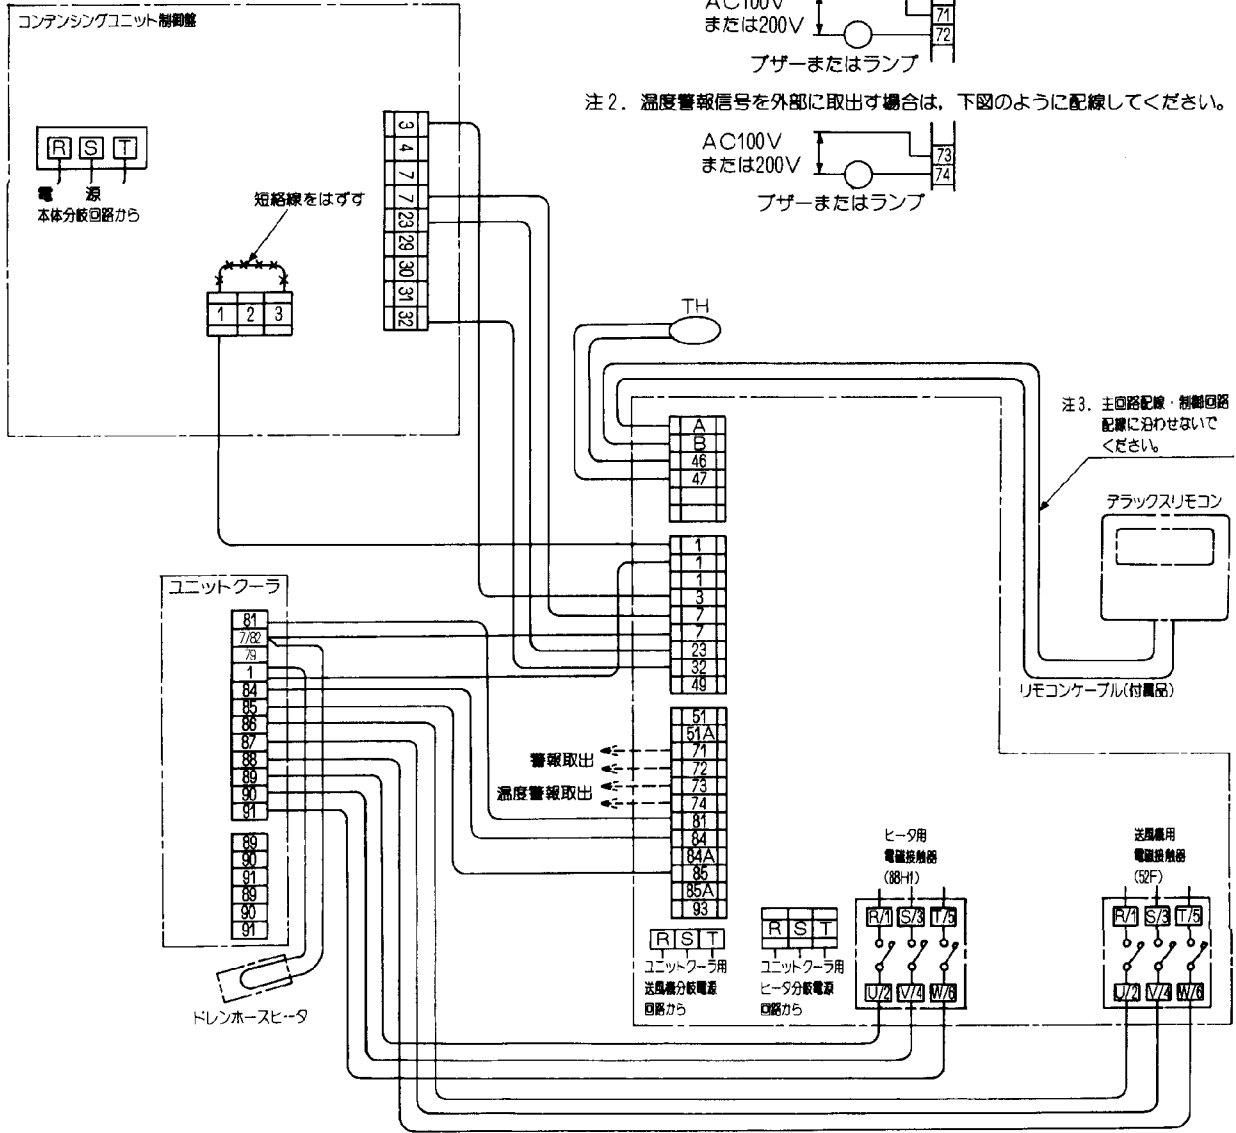 コンデンシングユニット制御盤
R S T
電 源
本体分岐回路から
短絡線をはずす
1 2 3
3
4
7
7
23
29
30
31
32
AC100V
または200V
71
72
ブザーまたはランプ
注2. 温度警報信号を外部に取出す場合は, 下図のように配線してください。
AC100V
または200V
73
74
ブザーまたはランプ
TH
A
B
46
47
注3. 主回路配線・制御回路
配線に沿わせないで
ください。
デラックスリモコン
リモコンケーブル(付属品)
1
1
1
3
7
7
23
32
49
ユニットクーラ
81
7/82
79
1
84
85
86
87
88
89
90
91
89
90
91
89
90
91
ドレンホースヒータ
警報取出
温度警報取出
51
51A
71
72
73
74
81
84
84A
85
85A
93
R S T
ユニットクーラ用
送風機分岐電源
回路から
R S T
ユニットクーラ用
ヒータ分岐電源
回路から
ヒータ用
電磁接触器
(88H1)
R/1 S/3 T/5
U/2 V/4 W/6
送風機用
電磁接触器
(52F)
R/1 S/3 T/5
U/2 V/4 W/6